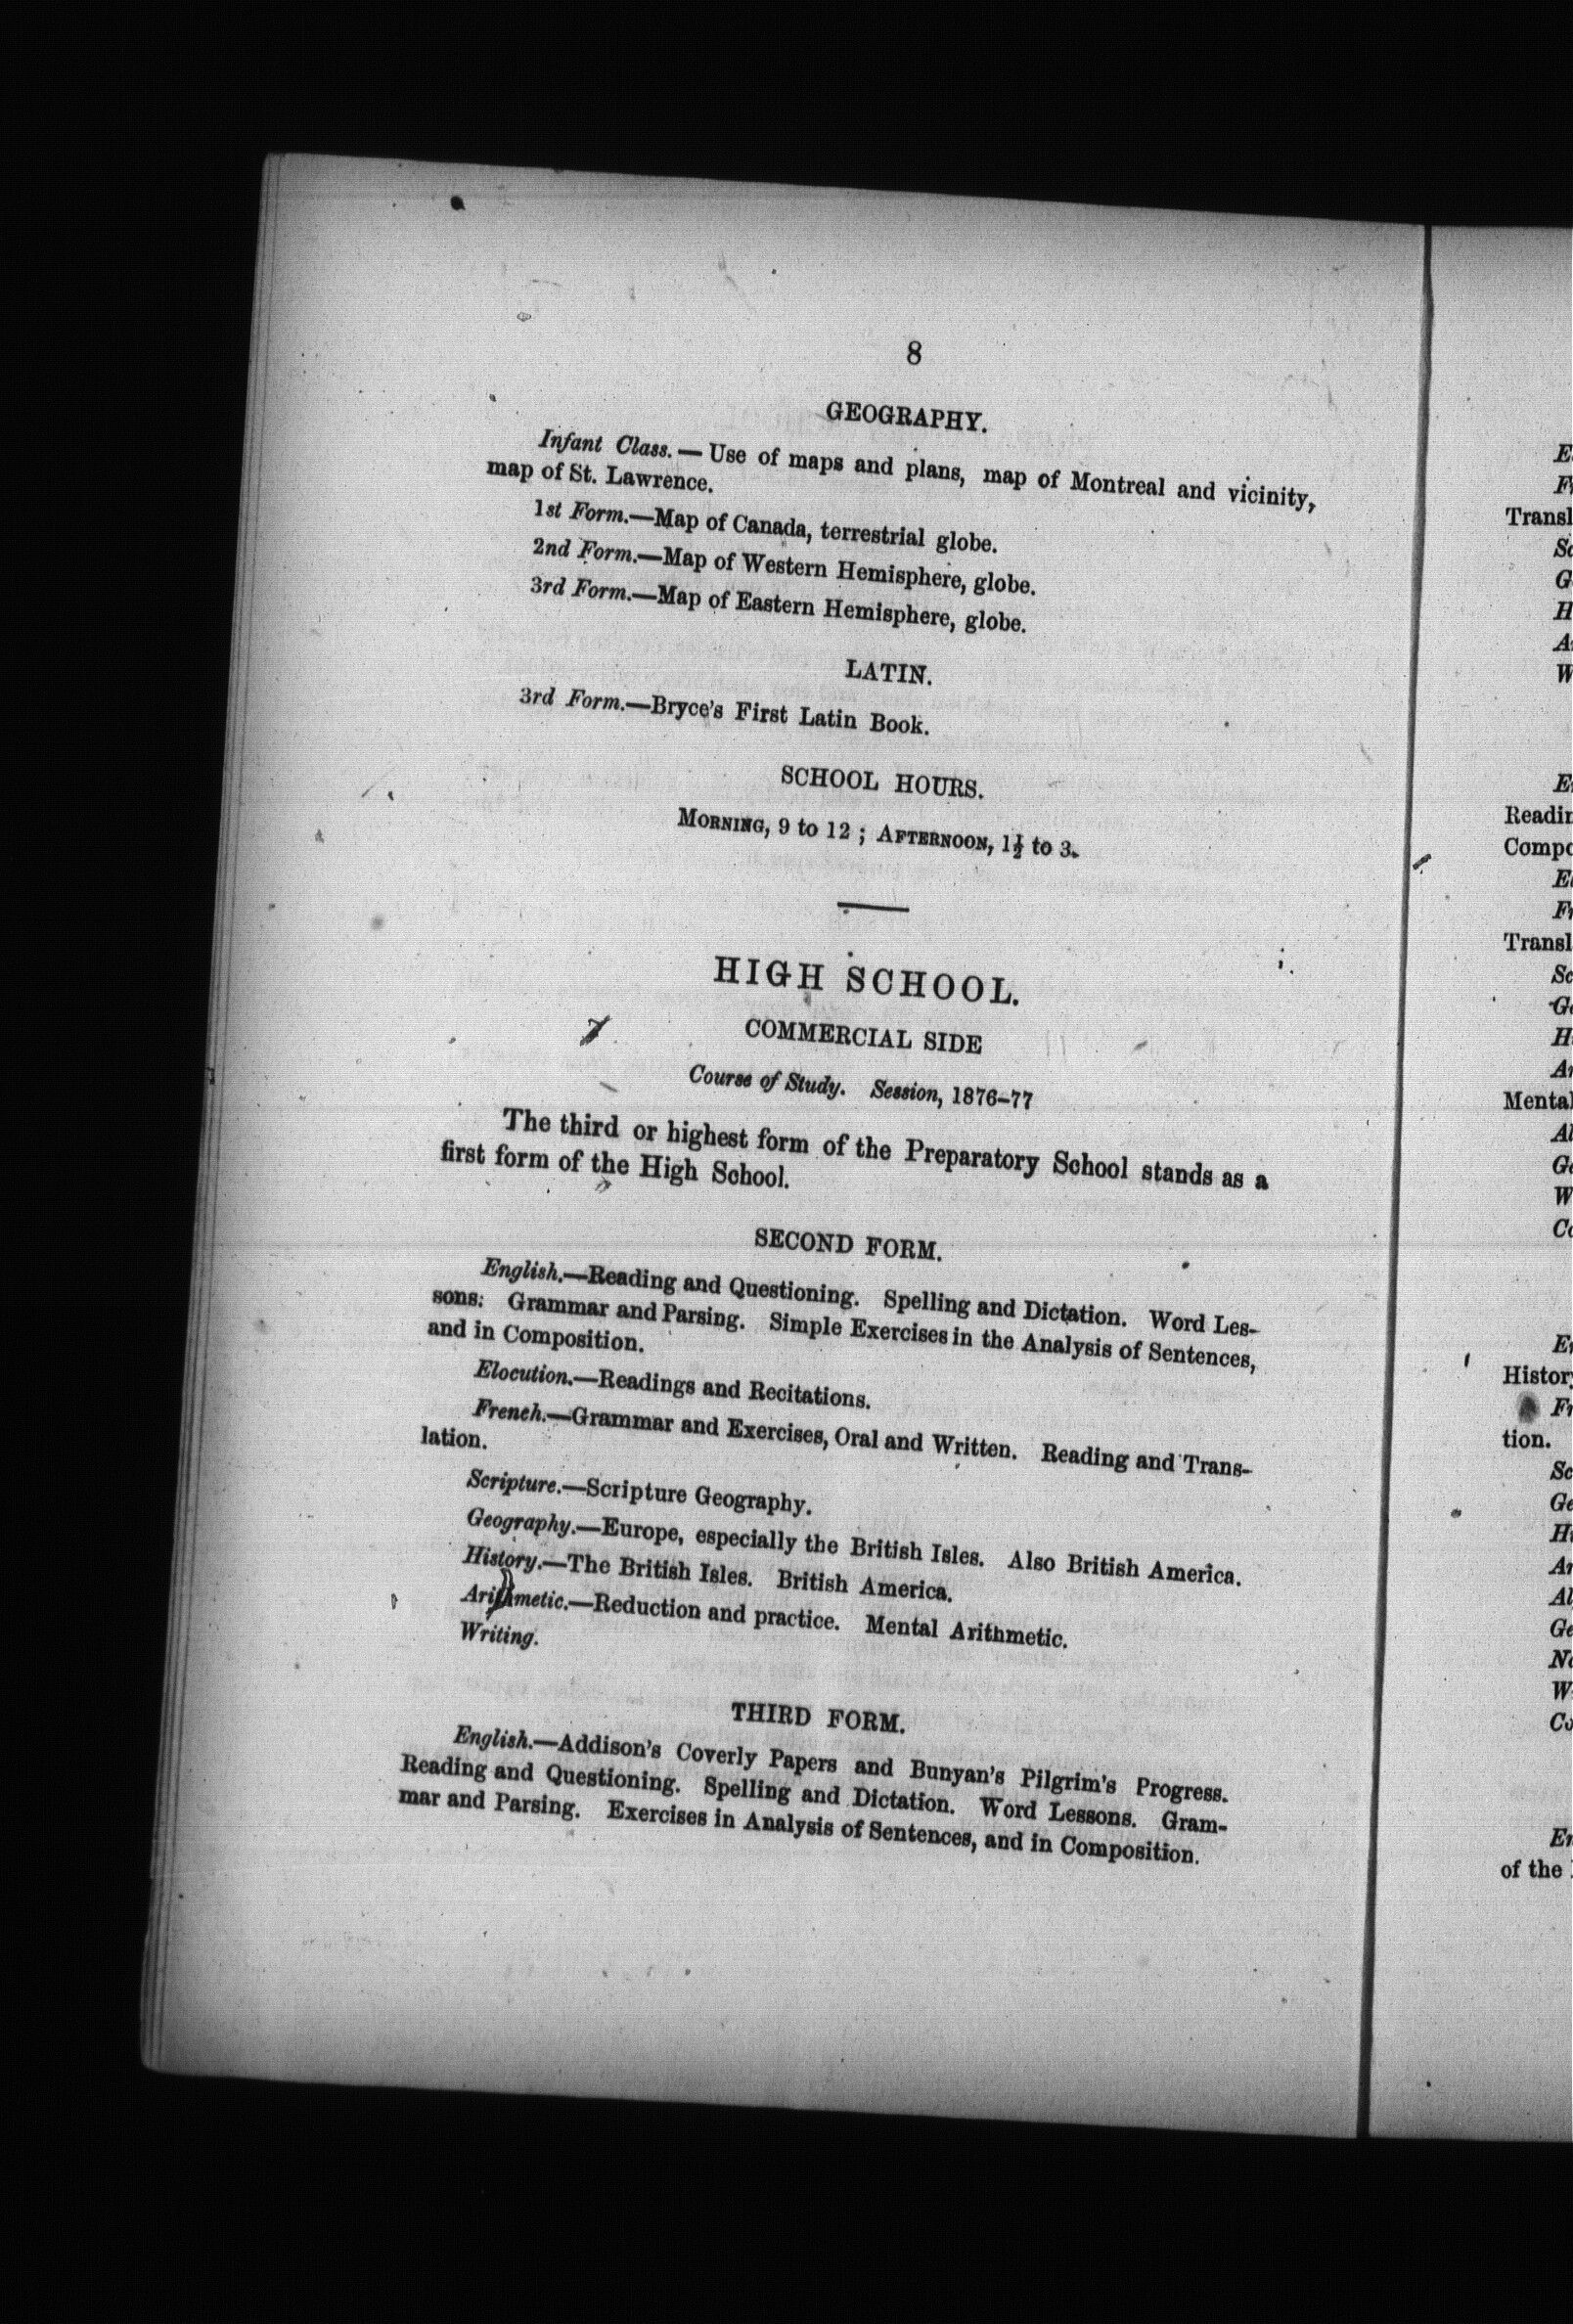 8
GEOGRAPHY.
Infant Class.—Use of maps and plans, map of Montreal and vicinity,
map of St. Lawrence.
1st Form.—Map of Canada, terrestrial globe.
2nd Form.—Map of Western Hemisphere, globe.
3rd Form.—Map of Eastern Hemisphere, globe.
LATIN.
3rd Form.—Bryce's First Latin Book.
SCHOOL HOURS.
MORNING, 9 to 12 ; AFTERNOON, 1½ to 3.
HIGH SCHOOL.
COMMERCIAL SIDE
Course of Study. Session, 1876-77
The third or highest form of the Preparatory School stands as a
first form of the High School.
SECOND FORM.
English.—Reading and Questioning. Spelling and Dictation. Word Les-
sons: Grammar and Parsing. Simple Exercises in the Analysis of Sentences,
and in Composition.
Elocution.—Readings and Recitations.
French.—Grammar and Exercises, Oral and Written. Reading and Trans-
lation.
Scripture.—Scripture Geography.
Geography.—Europe, especially the British Isles. Also British America.
History.—The British Isles. British America.
Arithmetic.—Reduction and practice. Mental Arithmetic.
Writing.
THIRD FORM.
English.—Addison's Coverly Papers and Bunyan's Pilgrim's Progress.
Reading and Questioning. Spelling and Dictation. Word Lessons. Gram-
mar and Parsing. Exercises in Analysis of Sentences, and in Composition.
Mental
tion.
of the